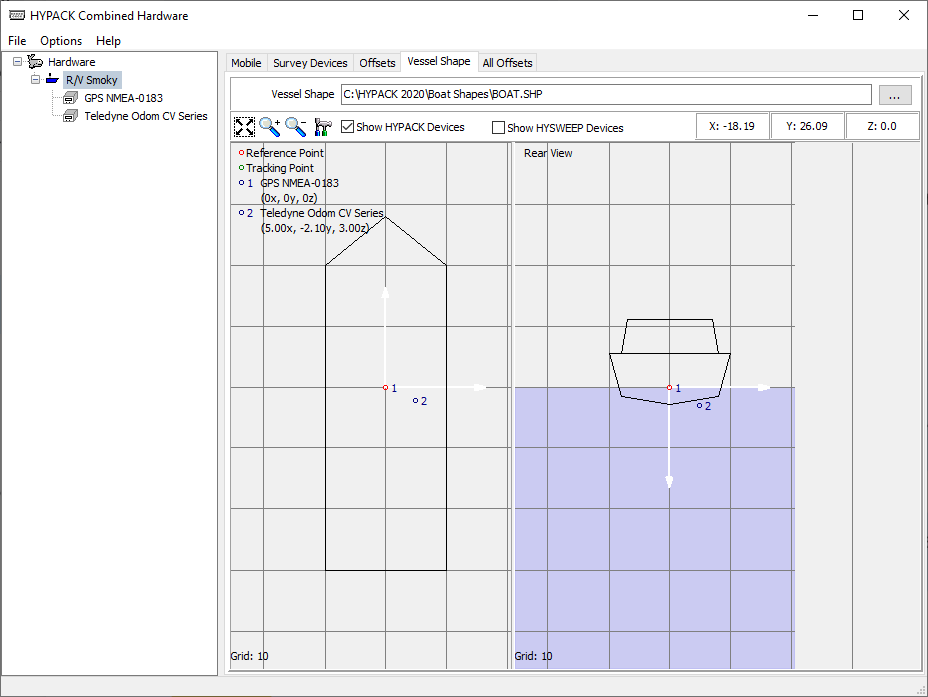 HYPACK Combined Hardware
File Options Help
Hardware
R/V Smoky
GPS NMEA-0183
Teledyne Odom CV Series
Mobile Survey Devices Offsets Vessel Shape All Offsets
Vessel Shape C:\HYPACK 2020\Boat Shapes\BOAT.SHP ...
Show HYPACK Devices Show HYSWEEP Devices X: -18.19 Y: 26.09 Z: 0.0
Reference Point
Tracking Point
1 GPS NMEA-0183
(0x, 0y, 0z)
2 Teledyne Odom CV Series
(5.00x, -2.10y, 3.00z)
1
2
Grid: 10
Rear View
1
2
Grid: 10